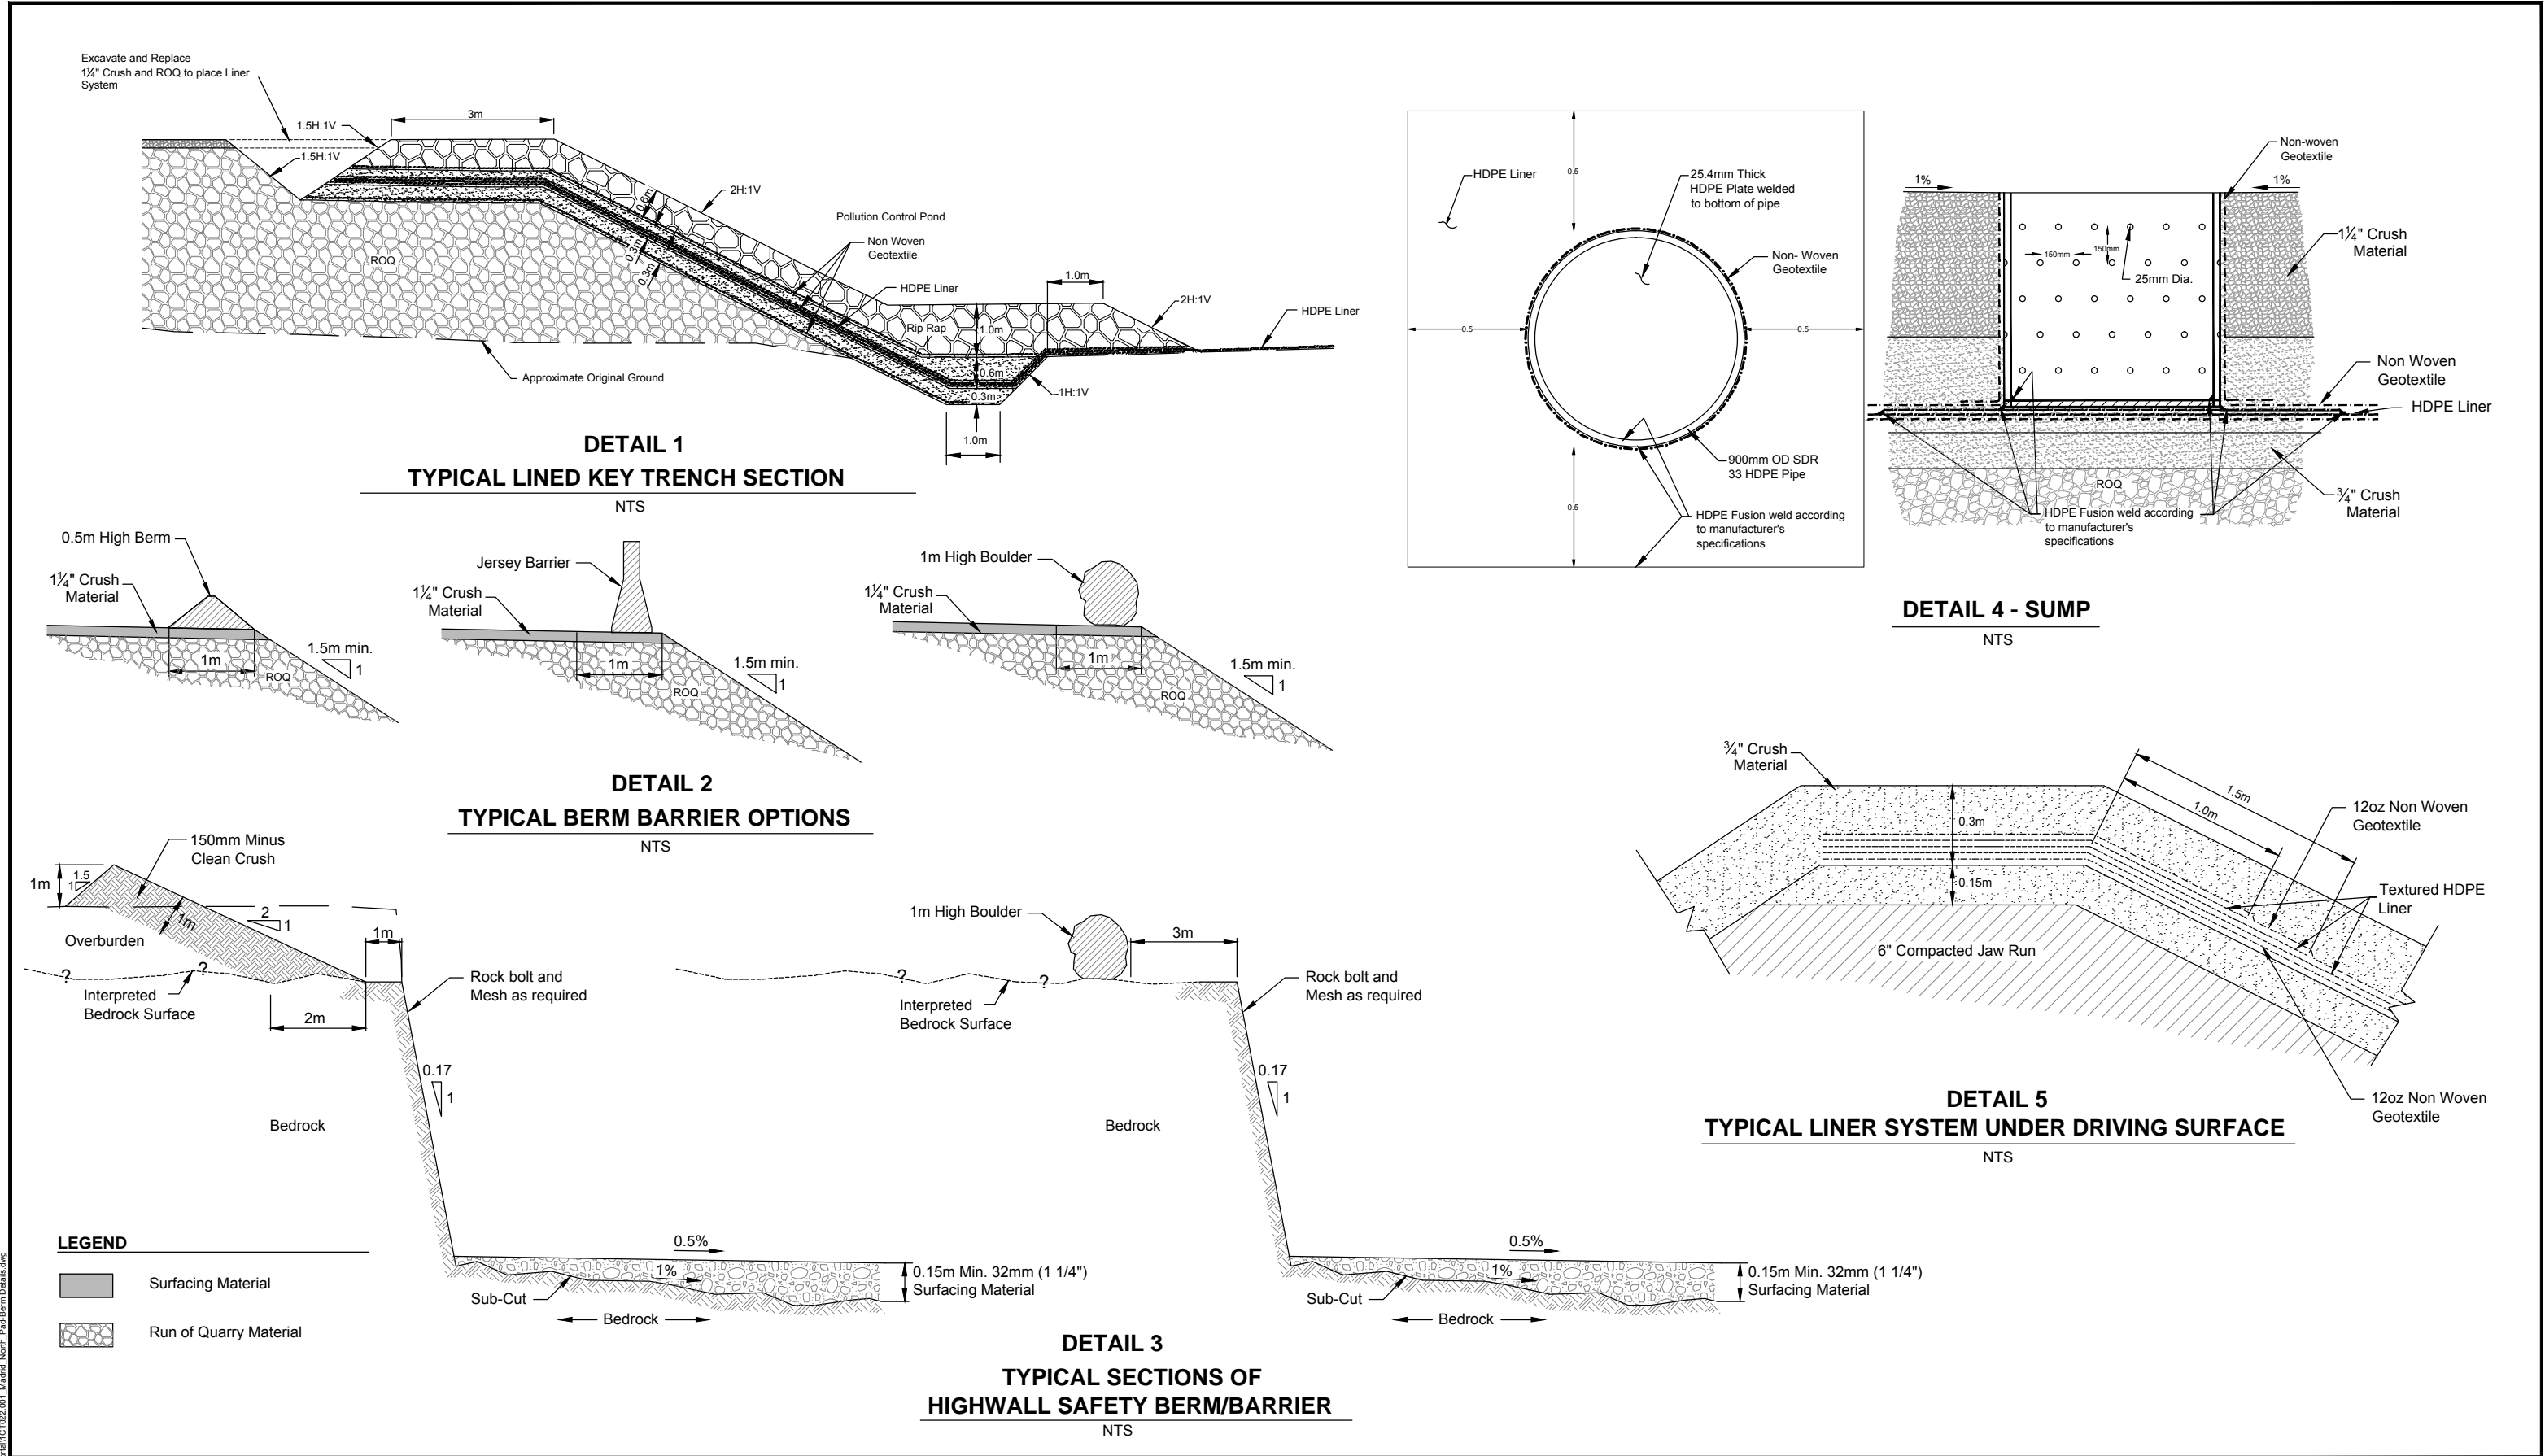 Excavate and Replace
1¼" Crush and ROQ to place Liner
System
1.5H:1V
3m
1.5H:1V
2H:1V
0.6m
0.3m
0.3m
ROQ
Pollution Control Pond
Non Woven
Geotextile
HDPE Liner
1.0m
2H:1V
HDPE Liner
Rip Rap
1.0m
0.6m
0.3m
1H:1V
1.0m
Approximate Original Ground
DETAIL 1
TYPICAL LINED KEY TRENCH SECTION
NTS
HDPE Liner
0.5
25.4mm Thick
HDPE Plate welded
to bottom of pipe
Non- Woven
Geotextile
0.5
0.5
900mm OD SDR
33 HDPE Pipe
0.5
HDPE Fusion weld according
to manufacturer's
specifications
Non-woven
Geotextile
1%
1%
150mm
150mm
25mm Dia.
1¼" Crush
Material
Non Woven
Geotextile
HDPE Liner
ROQ
¾" Crush
Material
HDPE Fusion weld according
to manufacturer's
specifications
DETAIL 4 - SUMP
NTS
0.5m High Berm
1¼" Crush
Material
1m
ROQ
1.5m min.
1
Jersey Barrier
1¼" Crush
Material
1m
ROQ
1.5m min.
1
1m High Boulder
1¼" Crush
Material
1m
ROQ
1.5m min.
1
DETAIL 2
TYPICAL BERM BARRIER OPTIONS
NTS
150mm Minus
Clean Crush
1m
1.5
1
1m
2
1
1m
Overburden
?
?
Interpreted
Bedrock Surface
2m
Rock bolt and
Mesh as required
0.17
1
Bedrock
0.5%
1%
Sub-Cut
Bedrock
0.15m Min. 32mm (1 1/4")
Surfacing Material
1m High Boulder
3m
?
?
Interpreted
Bedrock Surface
Rock bolt and
Mesh as required
0.17
1
Bedrock
0.5%
1%
Sub-Cut
Bedrock
0.15m Min. 32mm (1 1/4")
Surfacing Material
DETAIL 3
TYPICAL SECTIONS OF
HIGHWALL SAFETY BERM/BARRIER
NTS
¾" Crush
Material
0.3m
0.15m
1.5m
1.0m
12oz Non Woven
Geotextile
Textured HDPE
Liner
6" Compacted Jaw Run
12oz Non Woven
Geotextile
DETAIL 5
TYPICAL LINER SYSTEM UNDER DRIVING SURFACE
NTS
LEGEND
Surfacing Material
Run of Quarry Material
1CT022.001_Madrid_North_Pad-Berm Details.dwg